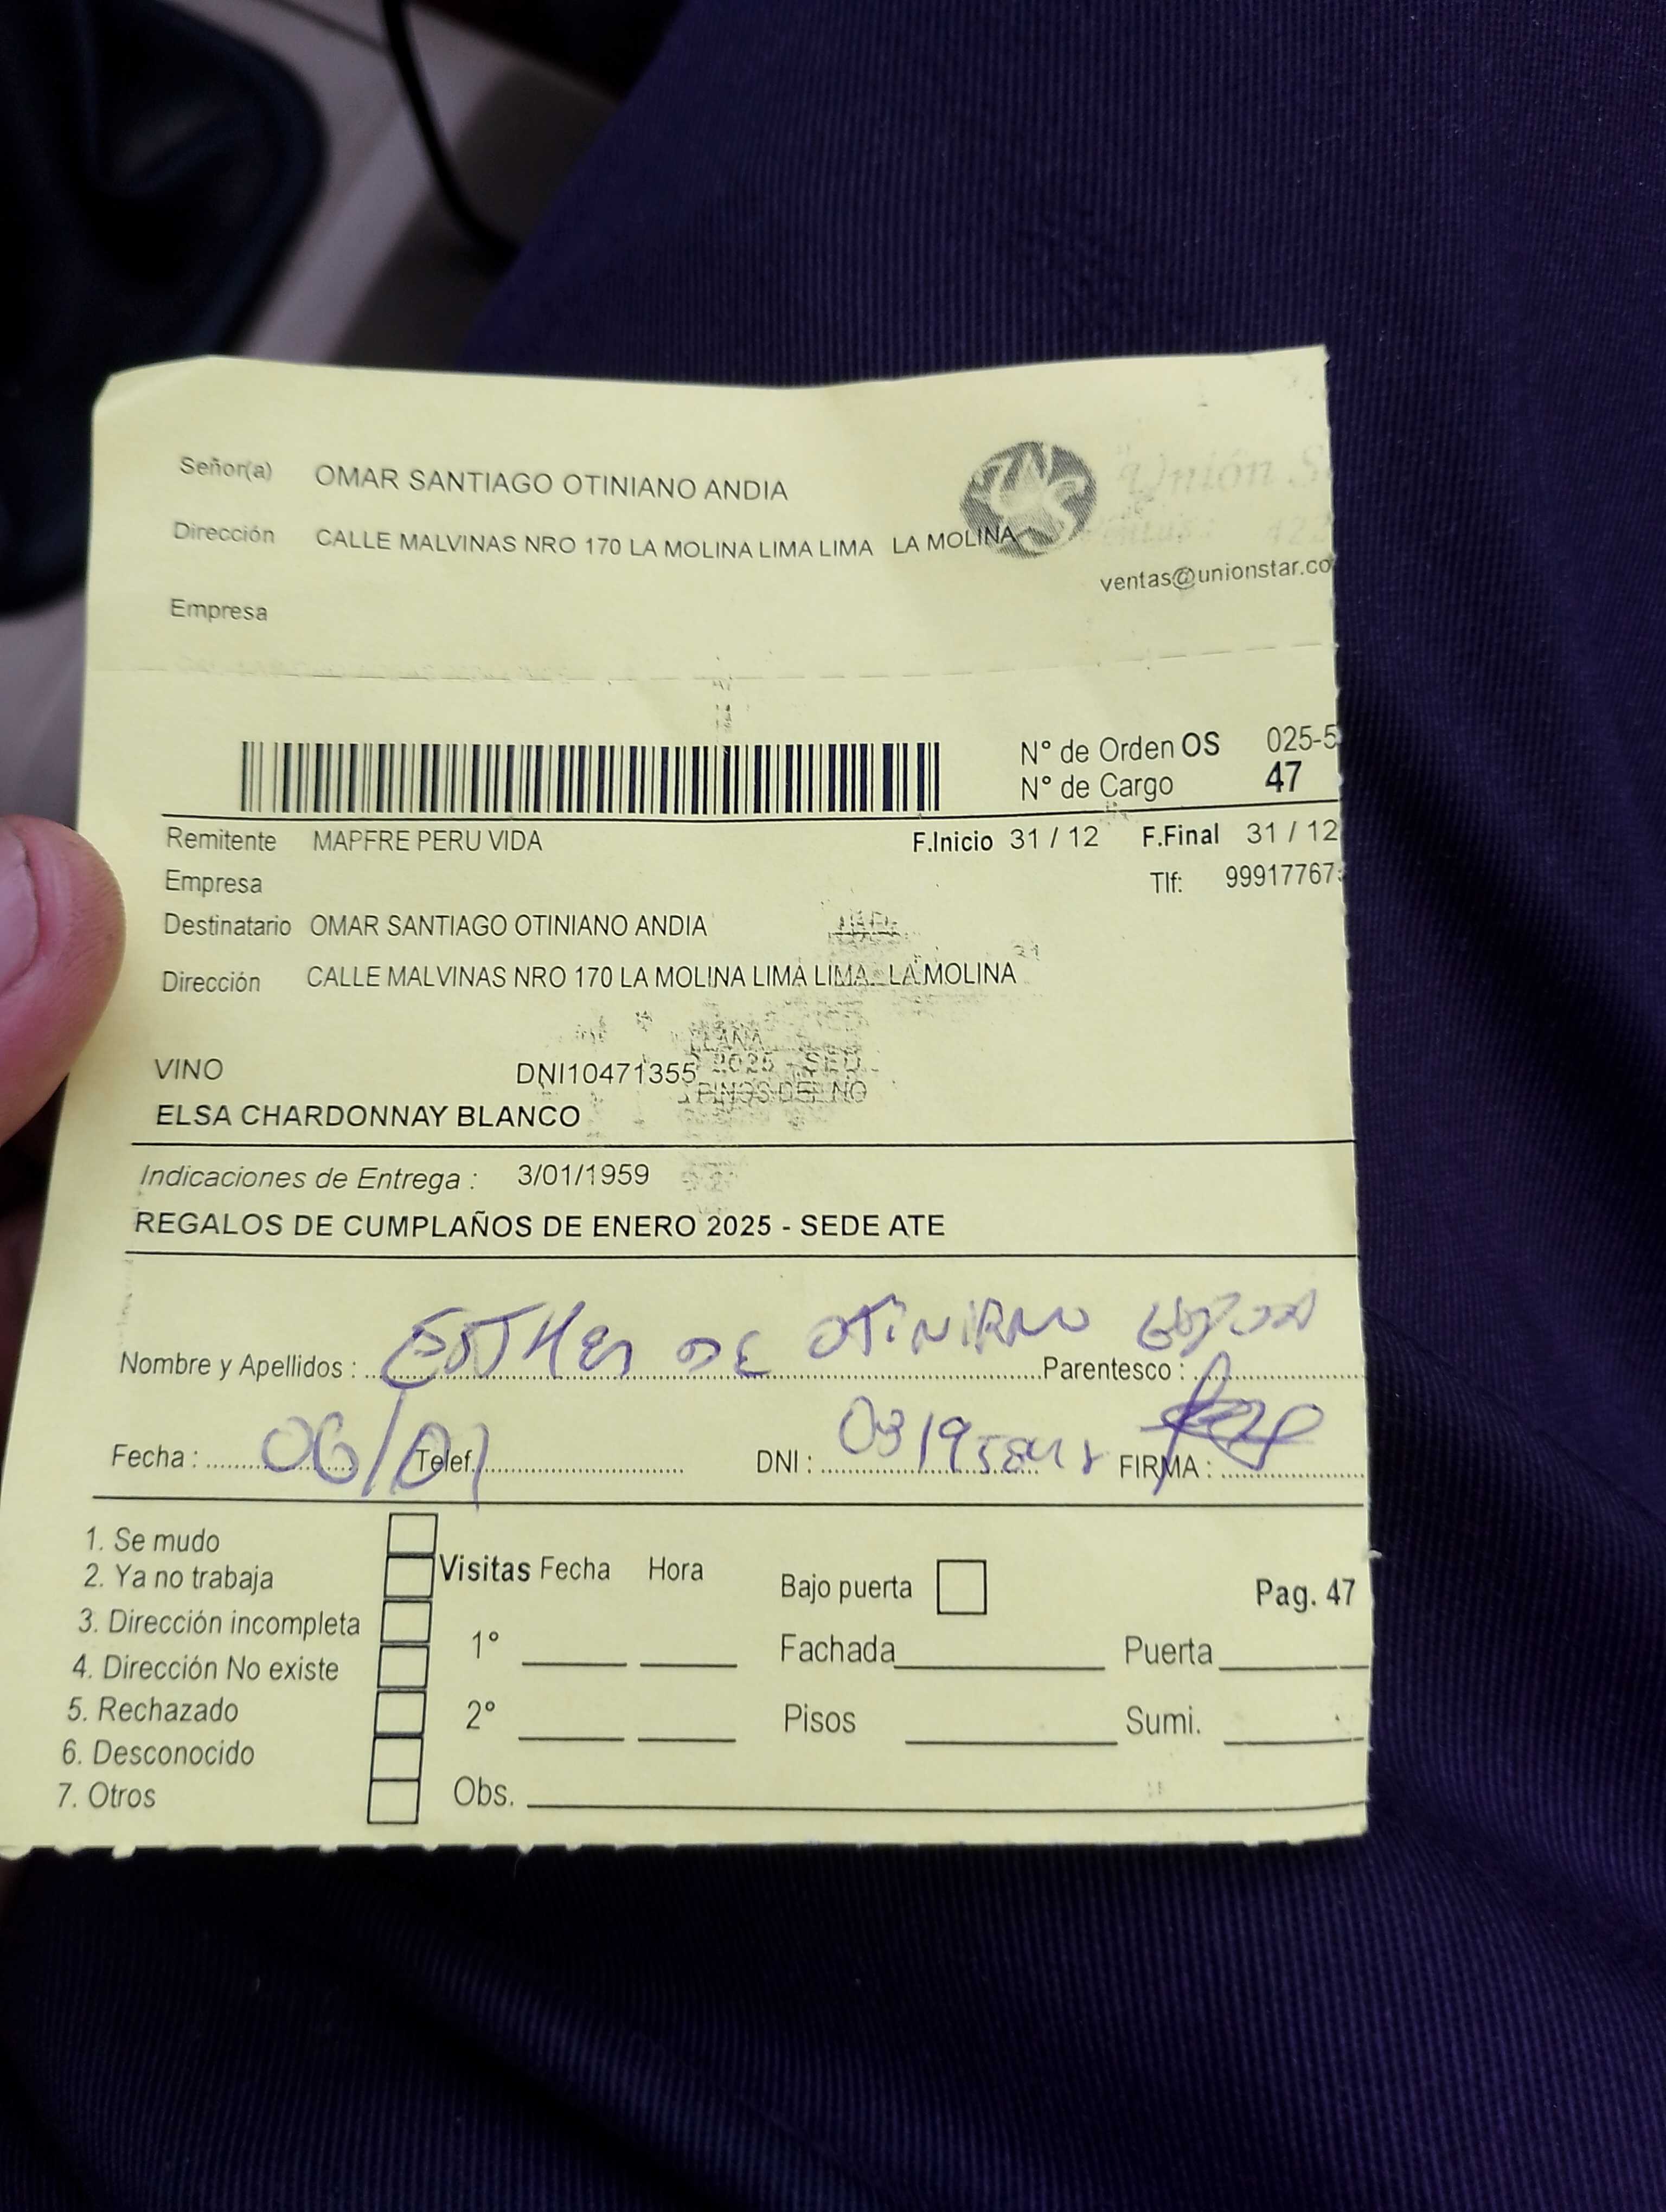 Señor(a) OMAR SANTIAGO OTINIANO ANDIA
Unión S
Dirección CALLE MALVINAS NRO 170 LA MOLINA LIMA LIMA LA MOLINA
ventas@unionstar.co
Empresa
N° de Orden OS 025-5
N° de Cargo 47
Remitente MAPFRE PERU VIDA F.Inicio 31 / 12 F.Final 31 / 12
Empresa Tlf: 99917767
Destinatario OMAR SANTIAGO OTINIANO ANDIA
Dirección CALLE MALVINAS NRO 170 LA MOLINA LIMA LIMA LA MOLINA
VINO DNI10471355
ELSA CHARDONNAY BLANCO
Indicaciones de Entrega : 3/01/1959
REGALOS DE CUMPLAÑOS DE ENERO 2025 - SEDE ATE
Nombre y Apellidos : ESTHER DE OTINIANO Parentesco :
Fecha : 06/01 Telef. DNI : FIRMA :
1. Se mudo
2. Ya no trabaja
3. Dirección incompleta
4. Dirección No existe
5. Rechazado
6. Desconocido
7. Otros
Visitas Fecha Hora
1°
2°
Obs.
Bajo puerta Pag. 47
Fachada Puerta
Pisos Sumi.